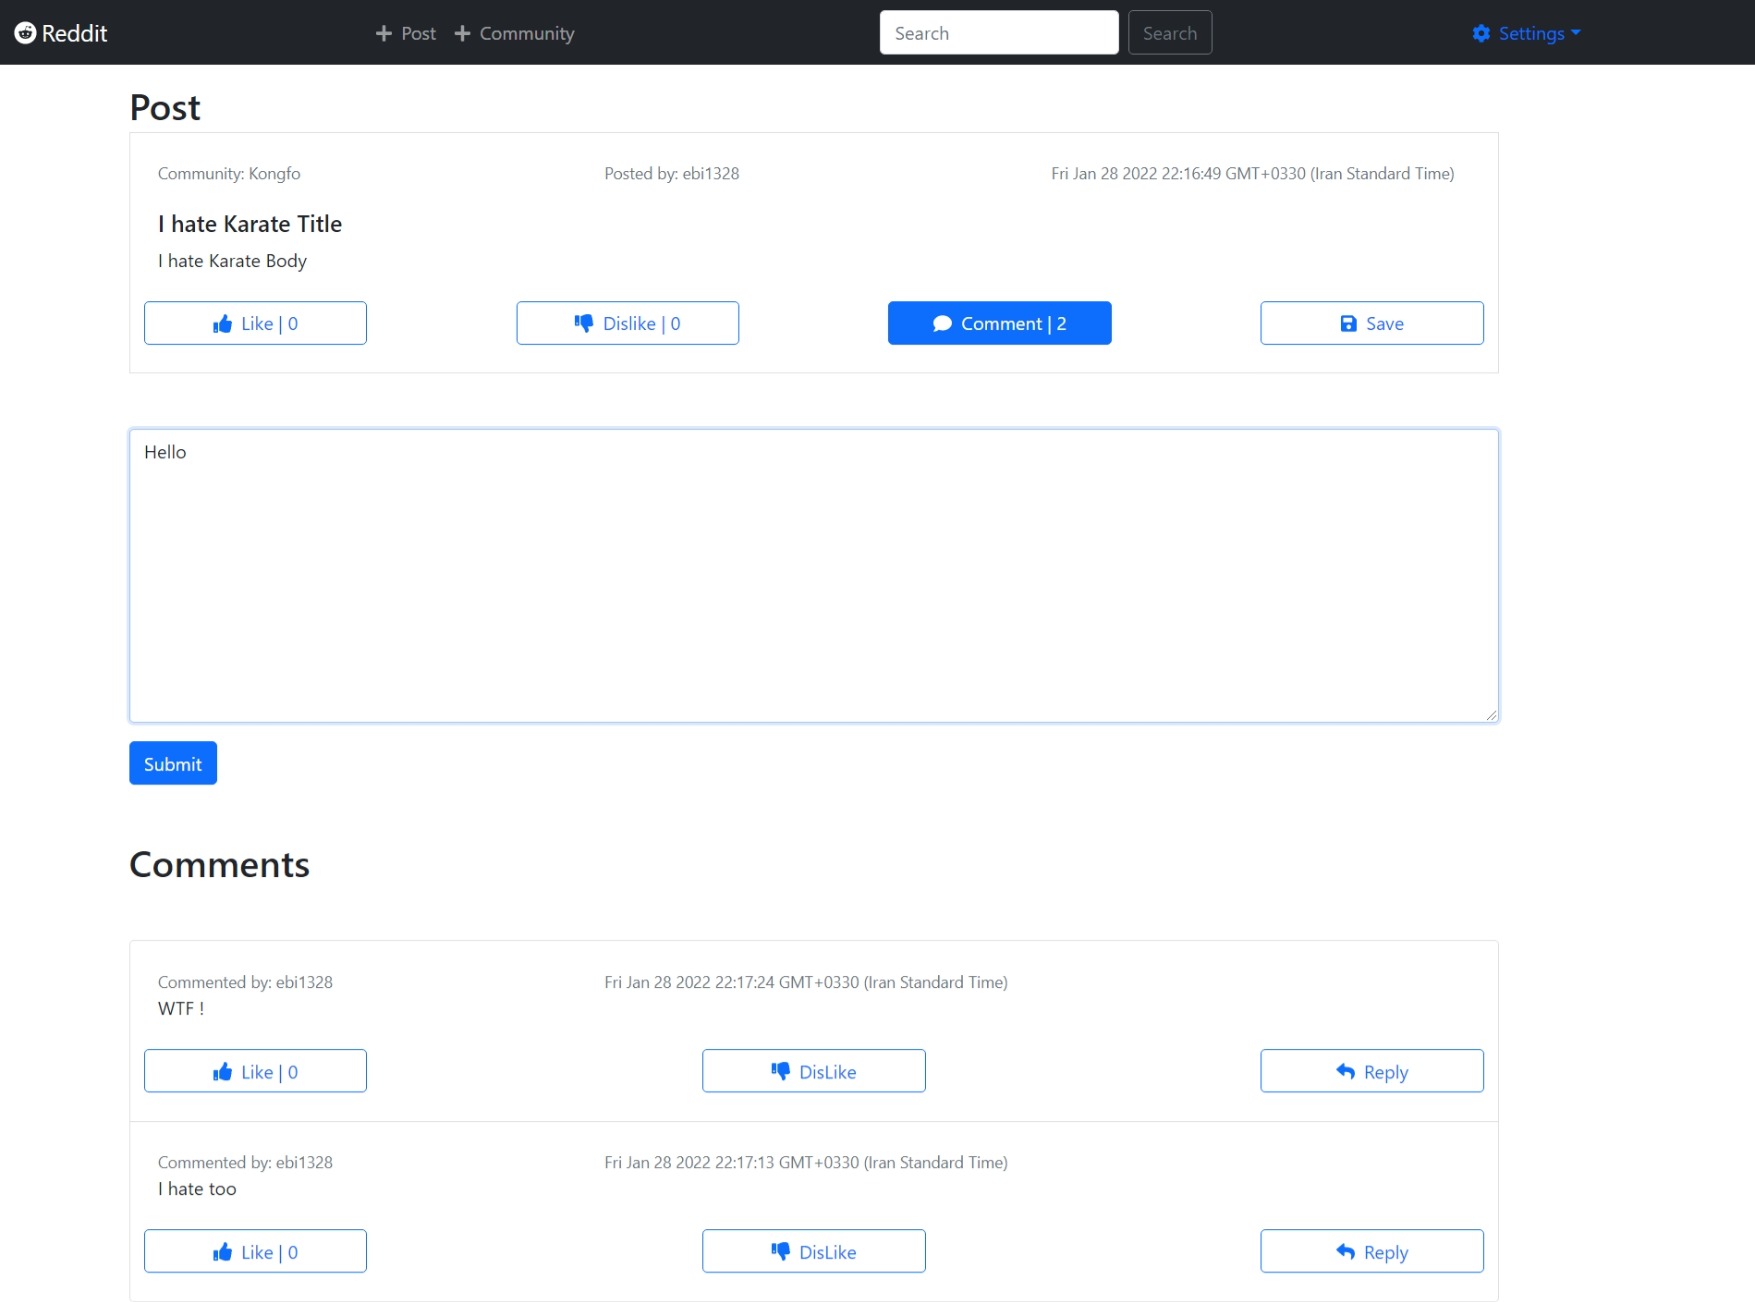 Reddit Post Community Search Search Settings
Post
Community: Kongfo Posted by: ebi1328 Fri Jan 28 2022 22:16:49 GMT+0330 (Iran Standard Time)
I hate Karate Title
I hate Karate Body
Like | 0 Dislike | 0 Comment | 2 Save
Hello
Submit
Comments
Commented by: ebi1328 Fri Jan 28 2022 22:17:24 GMT+0330 (Iran Standard Time)
WTF !
Like | 0 DisLike Reply
Commented by: ebi1328 Fri Jan 28 2022 22:17:13 GMT+0330 (Iran Standard Time)
I hate too
Like | 0 DisLike Reply